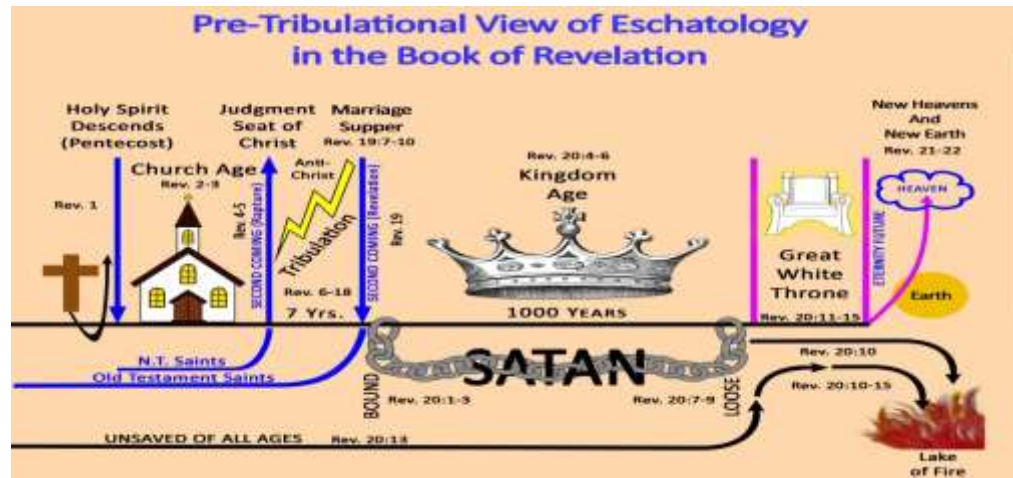 Pre-Tribulational View of Eschatology
in the Book of Revelation
Holy Spirit
Descends
(Pentecost)
Judgment
Seat of
Christ
Marriage
Supper
Rev. 19:7-10
New Heavens
And
New Earth
Rev. 21-22
Church Age
Rev. 2-3
Anti-
Christ
Rev. 20:4-6
Kingdom
Age
HEAVEN
Rev. 1
Rev. 4-5
SECOND COMING (Rapture)
Tribulation
SECOND COMING (Revelation)
Rev. 19
Great
White
Throne
ETERNITY FUTURE
Earth
Rev. 6-18
7 Yrs.
1000 YEARS
Rev. 20:11-15
N.T. Saints
Old Testament Saints
SATAN
BOUND
Rev. 20:1-3
Rev. 20:7-9
LOOSE
Rev. 20:10
Rev. 20:10-15
UNSAVED OF ALL AGES
Rev. 20:13
Lake
of Fire